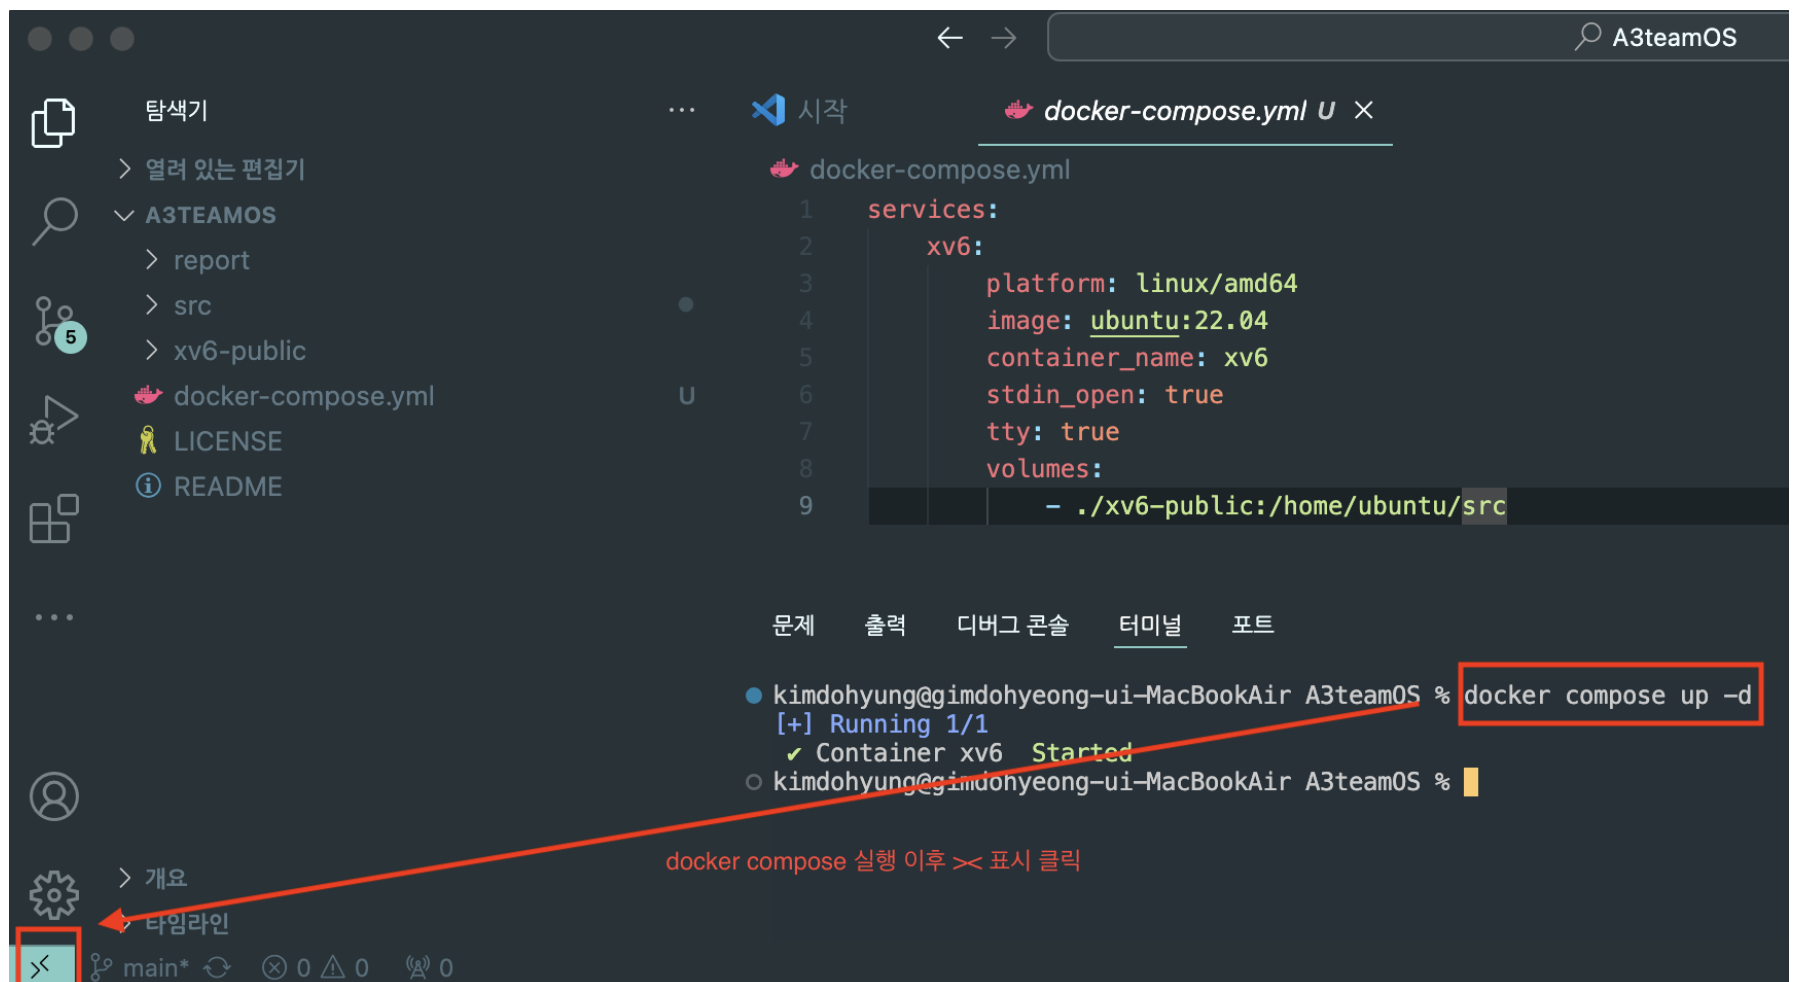 A3teamOS
탐색기
···
시작
docker-compose.yml U
열려 있는 편집기
docker-compose.yml
A3TEAMOS
report
src
xv6-public
docker-compose.yml U
LICENSE
README
1 services:
2 xv6:
3 platform: linux/amd64
4 image: ubuntu:22.04
5 container_name: xv6
6 stdin_open: true
7 tty: true
8 volumes:
9 - ./xv6-public:/home/ubuntu/src
5
문제 출력 디버그 콘솔 터미널 포트
kimdohyung@gimdohyeong-ui-MacBookAir A3teamOS % docker compose up -d
[+] Running 1/1
✔ Container xv6 Started
kimdohyung@gimdohyeong-ui-MacBookAir A3teamOS %
docker compose 실행 이후 >< 표시 클릭
개요
타임라인
main* 0 0 0